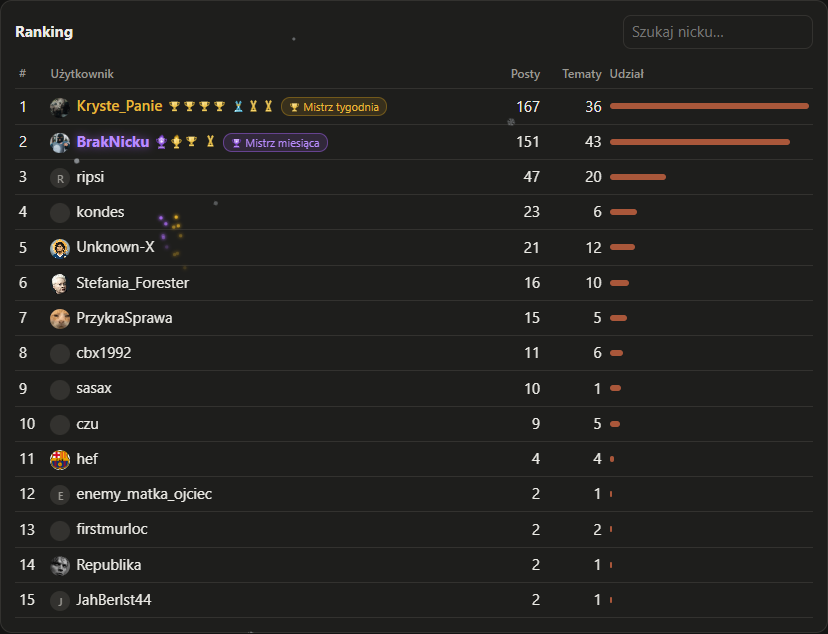 Ranking
Szukaj nicku...
# Użytkownik Posty Tematy Udział
1 Kryste_Panie Mistrz tygodnia 167 36
2 BrakNicku Mistrz miesiąca 151 43
3 R ripsi 47 20
4 kondes 23 6
5 Unknown-X 21 12
6 Stefania_Forester 16 10
7 PrzykraSprawa 15 5
8 cbx1992 11 6
9 sasax 10 1
10 czu 9 5
11 hef 4 4
12 E enemy_matka_ojciec 2 1
13 firstmurloc 2 2
14 Republika 2 1
15 J JahBerlst44 2 1